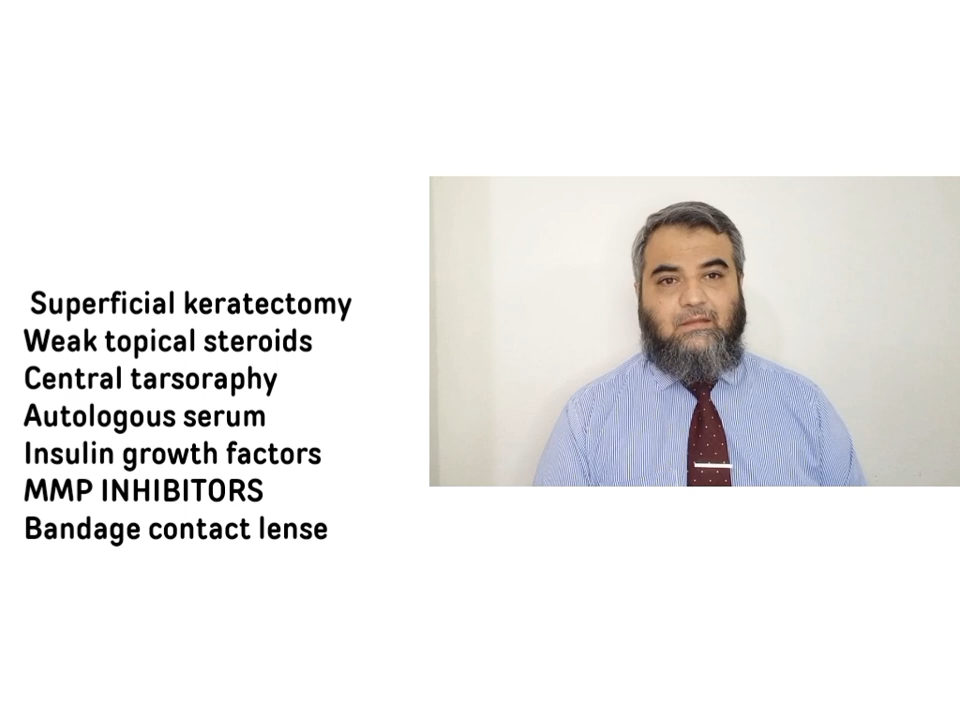 Superficial keratectomy
Weak topical steroids
Central tarsoraphy
Autologous serum
Insulin growth factors
MMP INHIBITORS
Bandage contact lense